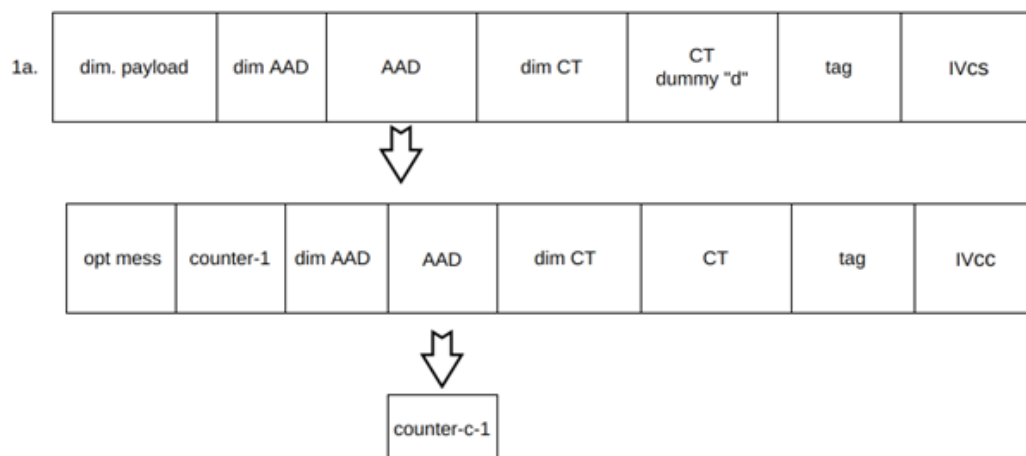 1a. dim. payload dim AAD AAD dim CT CT dummy "d" tag IVcs
opt mess counter-1 dim AAD AAD dim CT CT tag IVcc
counter-c-1